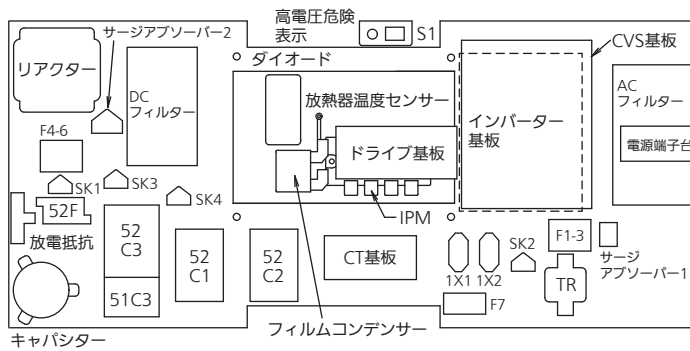 高電圧危険
表示
S1
サージアブソーバー2
ダイオード
CVS基板
リアクター
DC
フィルター
放熱器温度センサー
インバーター
基板
AC
フィルター
電源端子台
F4-6
ドライブ基板
SK1
SK3
SK4
IPM
52F
放電抵抗
52
C3
52
C1
52
C2
CT基板
1X1
1X2
SK2
F1-3
サージ
アブソーバー1
TR
51C3
F7
キャパシター
フィルムコンデンサー